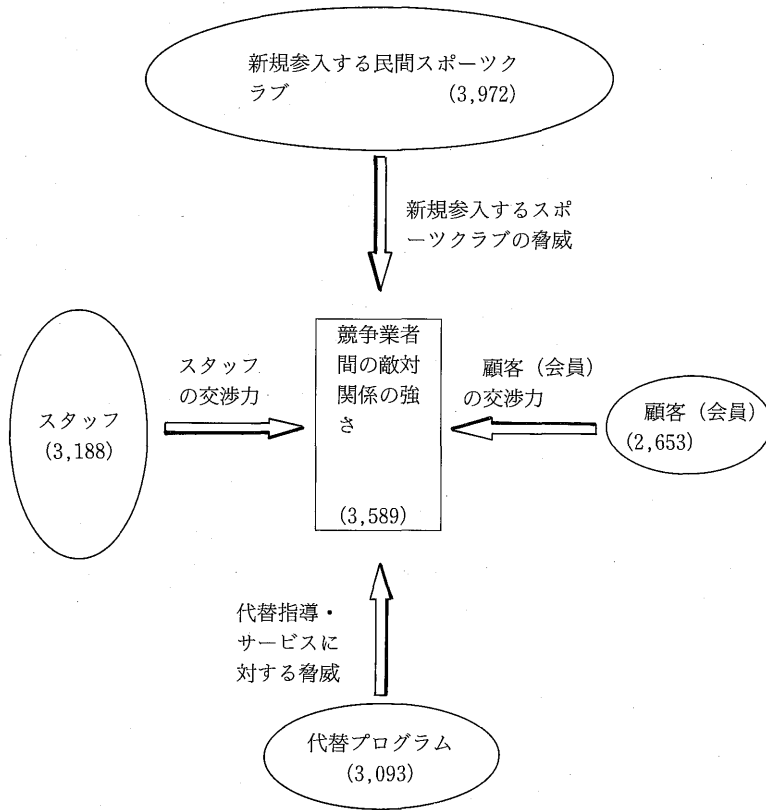 新規参入する民間スポーツク
ラブ (3,972)
新規参入するスポ
ーツクラブの脅威
競争業者
間の敵対
関係の強
さ
(3,589)
スタッフ
の交渉力
スタッフ
(3,188)
顧客（会員）
の交渉力
顧客（会員）
(2,653)
代替指導・
サービスに
対する脅威
代替プログラム
(3,093)